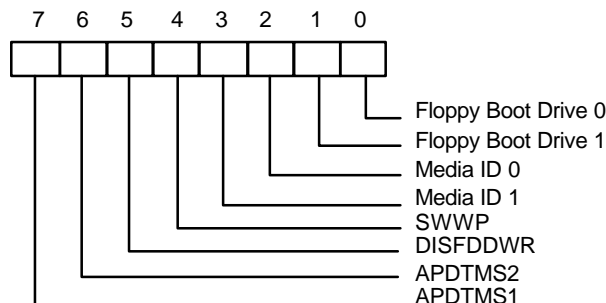 7 6 5 4 3 2 1 0
Floppy Boot Drive 0
Floppy Boot Drive 1
Media ID 0
Media ID 1
SWWP
DISFDDWR
APDTMS2
APDTMS1